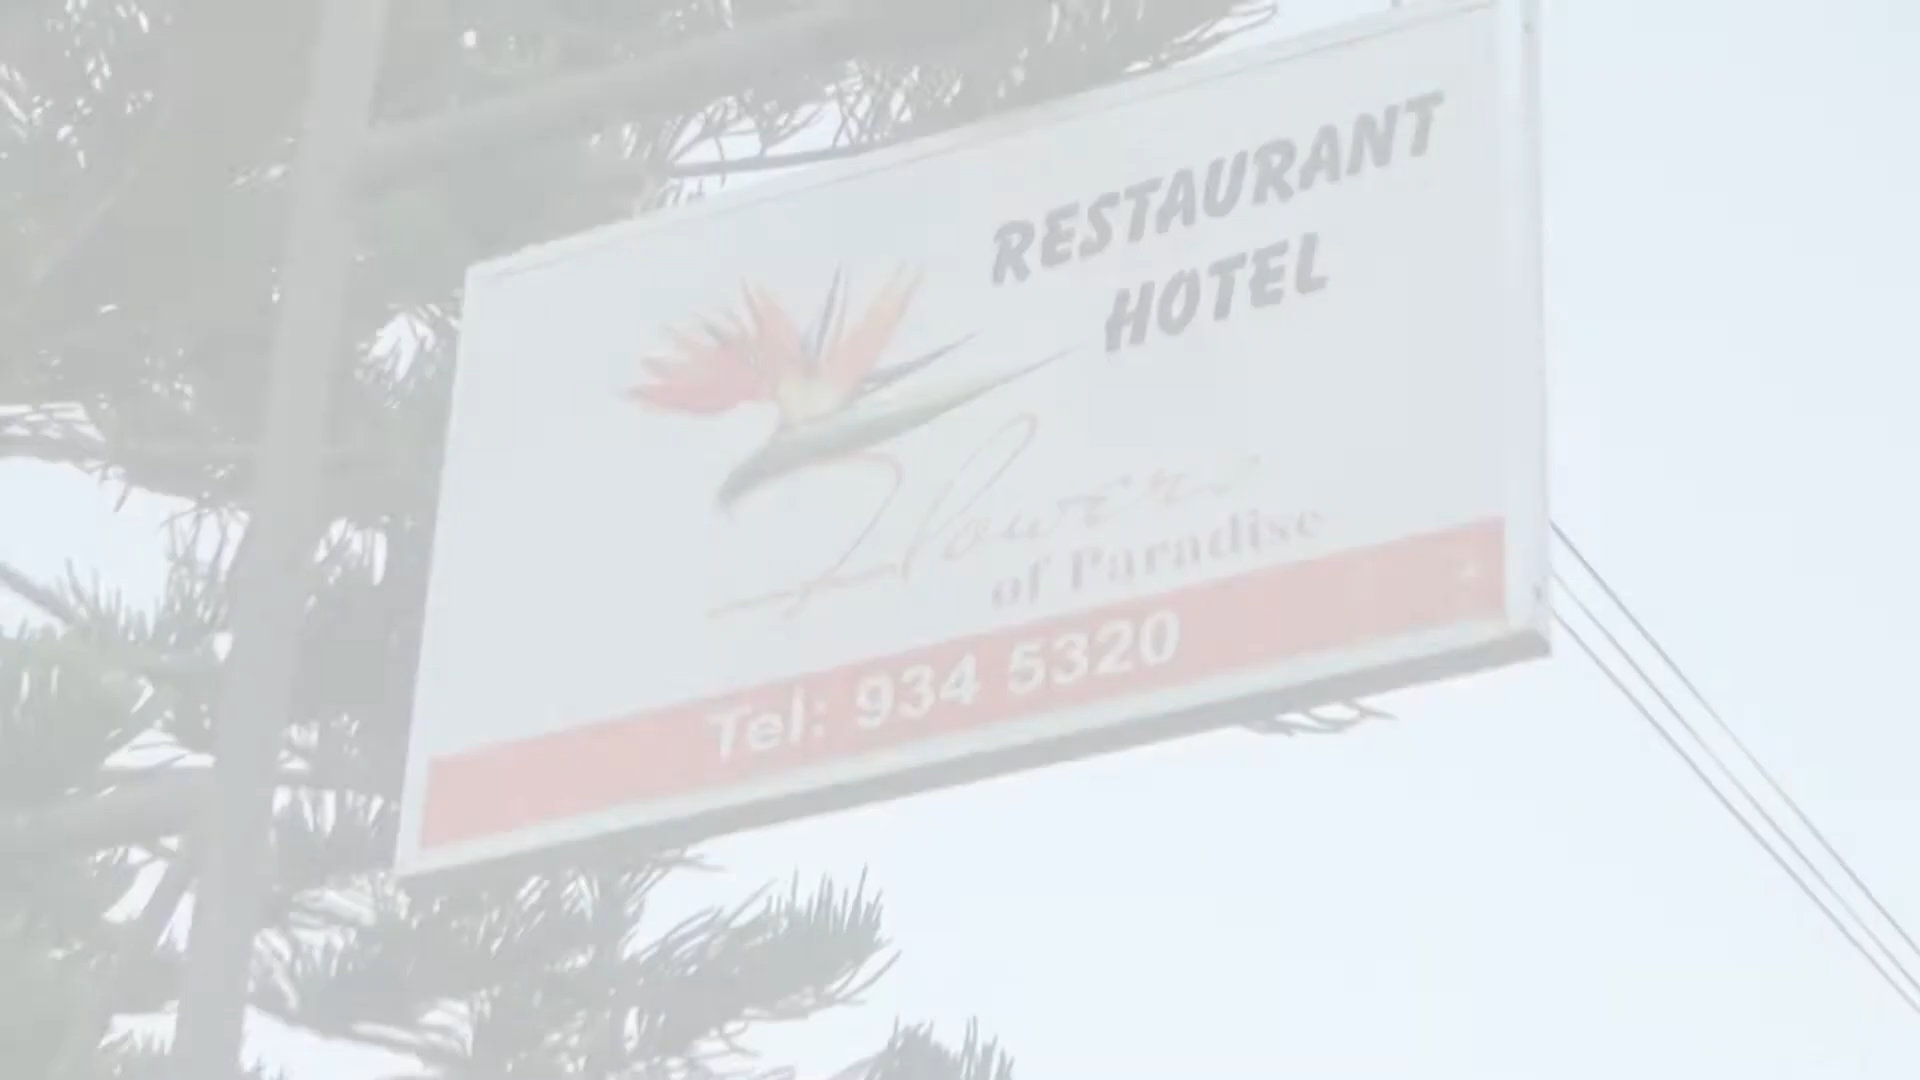 RESTAURANT
HOTEL
Flowers
of Paradise
Tel: 934 5320